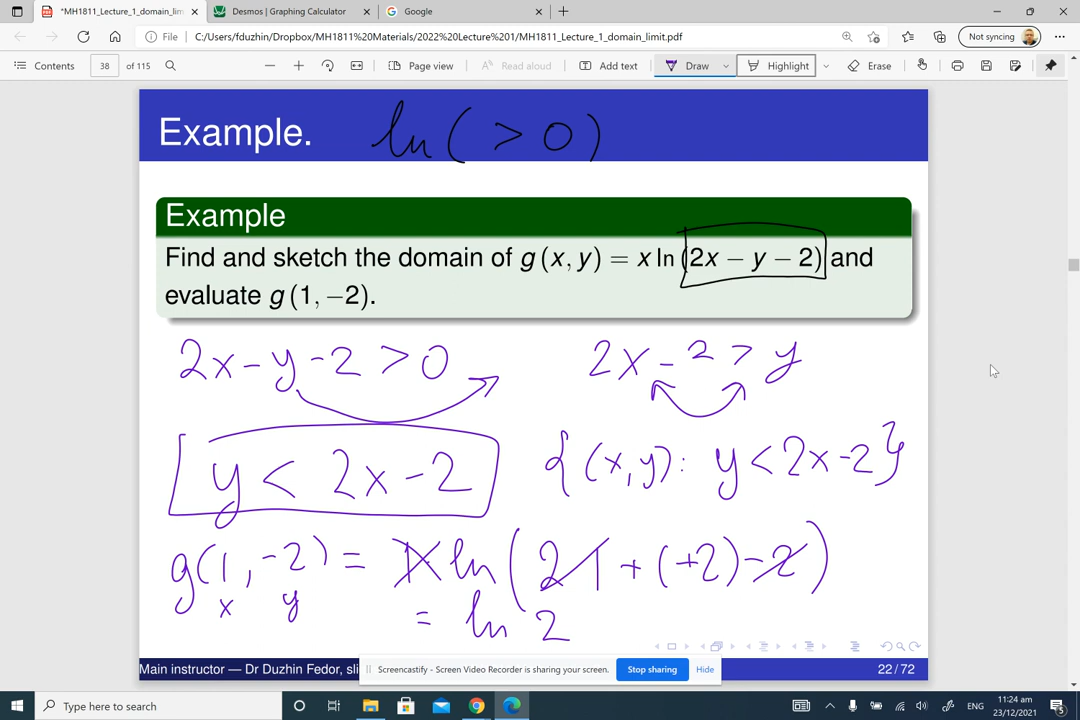 *MH1811_Lecture_1_domain_lim
Desmos | Graphing Calculator
Google
File
C:/Users/fduzhin/Dropbox/MH1811%20Materials/2022%20Lecture%201/MH1811_Lecture_1_domain_limit.pdf
Not syncing
Contents 38 of 115 Page view Read aloud Add text Draw Highlight Erase
Example. ln( > 0)
Example
Find and sketch the domain of g (x, y) = x ln (2x − y − 2) and
evaluate g (1, −2).
2x - y - 2 > 0
2x - 2 > y
y < 2x - 2
{(x,y): y < 2x - 2}
g(1, -2) = 1 ln(2 1 + (+2) - 2)
x y
= ln 2
Main instructor — Dr Duzhin Fedor, sli
Screencastify - Screen Video Recorder is sharing your screen.
Stop sharing
Hide
22 / 72
Type here to search
ENG
11:24 am
23/12/2021
5